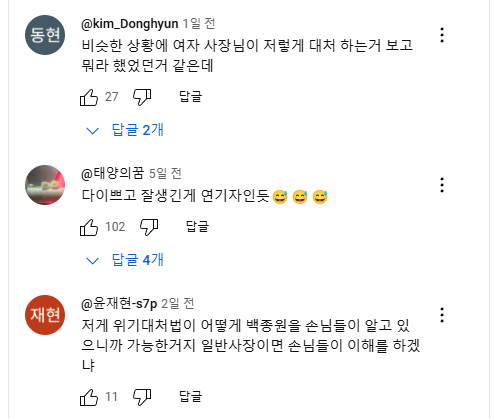 동현
@kim_Donghyun 1일 전
비슷한 상황에 여자 사장님이 저렇게 대처 하는거 보고
뭐라 했었던거 같은데
27 답글
답글 2개
@태양의꿈 5일 전
다이쁘고 잘생긴게 연기자인듯😅 😅 😅
102 답글
답글 4개
재현
@윤재현-s7p 2일 전
저게 위기대처법이 어떻게 백종원을 손님들이 알고 있
으니까 가능한거지 일반사장이면 손님들이 이해를 하겠
냐
11 답글